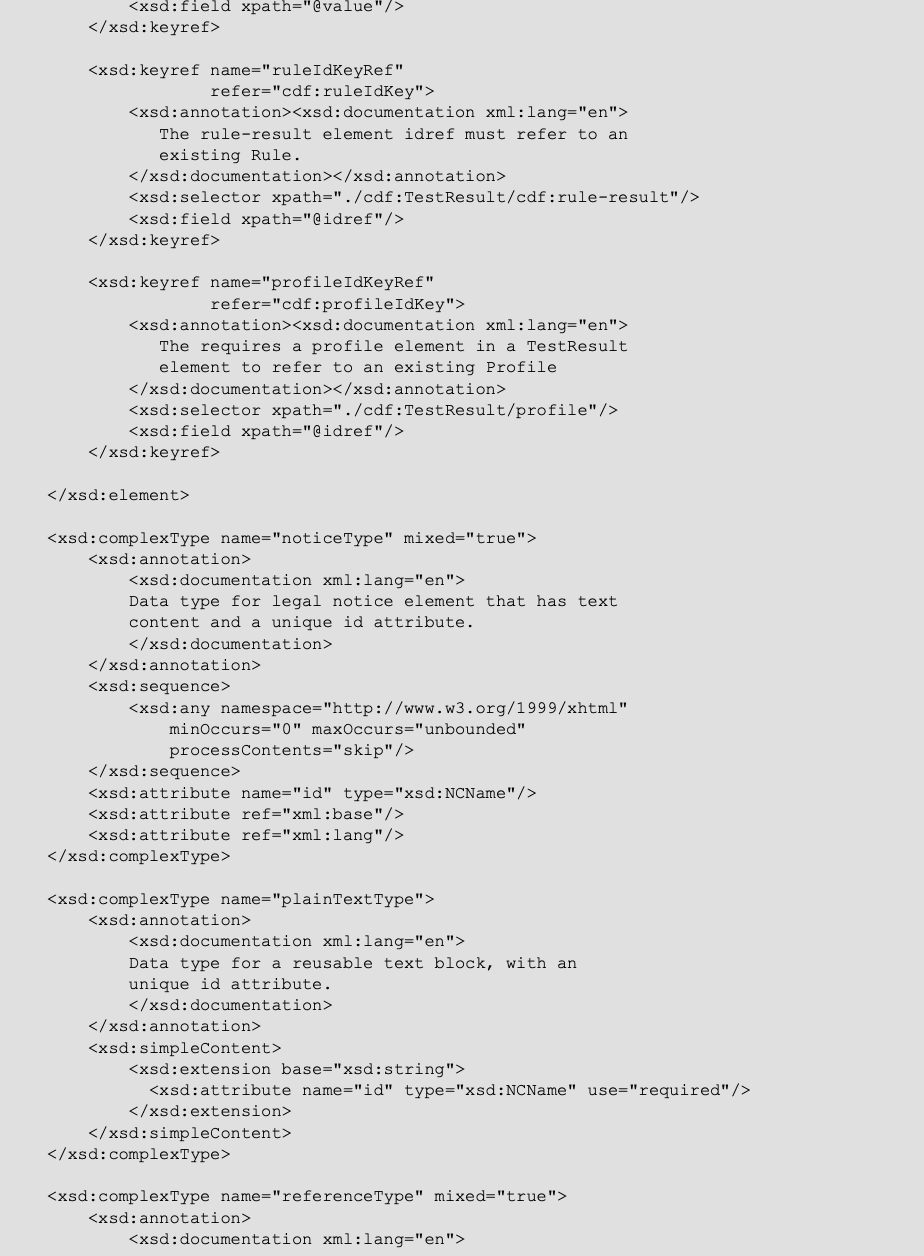 <xsd:field xpath="@value"/>
</xsd:keyref>
<xsd:keyref name="ruleIdKeyRef"
refer="cdf:ruleIdKey">
<xsd:annotation><xsd:documentation xml:lang="en">
The rule-result element idref must refer to an
existing Rule.
</xsd:documentation></xsd:annotation>
<xsd:selector xpath="./cdf:TestResult/cdf:rule-result"/>
<xsd:field xpath="@idref"/>
</xsd:keyref>
<xsd:keyref name="profileIdKeyRef"
refer="cdf:profileIdKey">
<xsd:annotation><xsd:documentation xml:lang="en">
The requires a profile element in a TestResult
element to refer to an existing Profile
</xsd:documentation></xsd:annotation>
<xsd:selector xpath="./cdf:TestResult/profile"/>
<xsd:field xpath="@idref"/>
</xsd:keyref>
</xsd:element>
<xsd:complexType name="noticeType" mixed="true">
<xsd:annotation>
<xsd:documentation xml:lang="en">
Data type for legal notice element that has text
content and a unique id attribute.
</xsd:documentation>
</xsd:annotation>
<xsd:sequence>
<xsd:any namespace="http://www.w3.org/1999/xhtml"
minOccurs="0" maxOccurs="unbounded"
processContents="skip"/>
</xsd:sequence>
<xsd:attribute name="id" type="xsd:NCName"/>
<xsd:attribute ref="xml:base"/>
<xsd:attribute ref="xml:lang"/>
</xsd:complexType>
<xsd:complexType name="plainTextType">
<xsd:annotation>
<xsd:documentation xml:lang="en">
Data type for a reusable text block, with an
unique id attribute.
</xsd:documentation>
</xsd:annotation>
<xsd:simpleContent>
<xsd:extension base="xsd:string">
<xsd:attribute name="id" type="xsd:NCName" use="required"/>
</xsd:extension>
</xsd:simpleContent>
</xsd:complexType>
<xsd:complexType name="referenceType" mixed="true">
<xsd:annotation>
<xsd:documentation xml:lang="en">